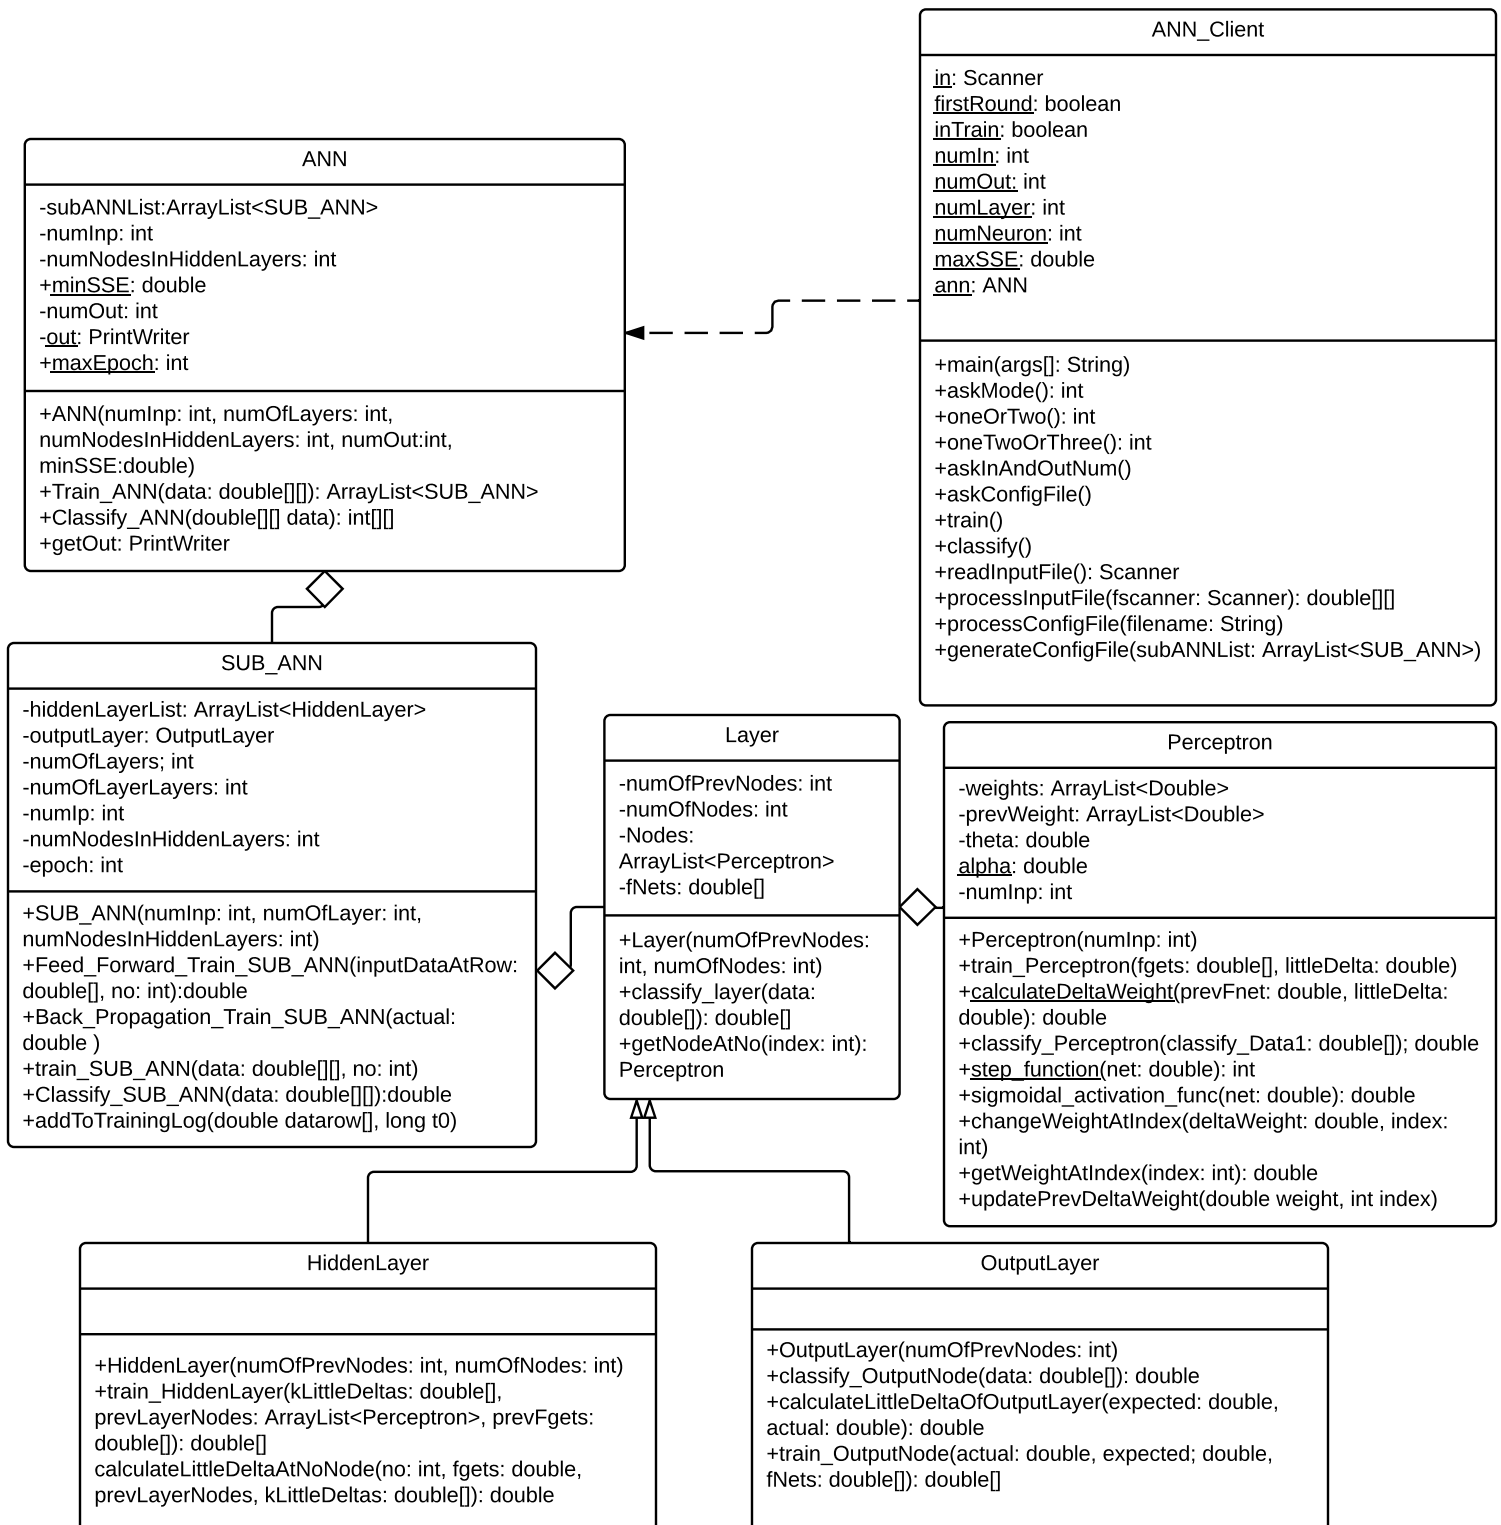 ANN_Client
in: Scanner
firstRound: boolean
inTrain: boolean
numIn: int
numOut: int
numLayer: int
numNeuron: int
maxSSE: double
ann: ANN
+main(args[]: String)
+askMode(): int
+oneOrTwo(): int
+oneTwoOrThree(): int
+askInAndOutNum()
+askConfigFile()
+train()
+classify()
+readInputFile(): Scanner
+processInputFile(fscanner: Scanner): double[][]
+processConfigFile(filename: String)
+generateConfigFile(subANNList: ArrayList<SUB_ANN>)
ANN
-subANNList:ArrayList<SUB_ANN>
-numInp: int
-numNodesInHiddenLayers: int
+minSSE: double
-numOut: int
-out: PrintWriter
+maxEpoch: int
+ANN(numInp: int, numOfLayers: int,
numNodesInHiddenLayers: int, numOut:int,
minSSE:double)
+Train_ANN(data: double[][]): ArrayList<SUB_ANN>
+Classify_ANN(double[][] data): int[][]
+getOut: PrintWriter
SUB_ANN
-hiddenLayerList: ArrayList<HiddenLayer>
-outputLayer: OutputLayer
-numOfLayers; int
-numOfLayerLayers: int
-numIp: int
-numNodesInHiddenLayers: int
-epoch: int
+SUB_ANN(numInp: int, numOfLayer: int,
numNodesInHiddenLayers: int)
+Feed_Forward_Train_SUB_ANN(inputDataAtRow:
double[], no: int):double
+Back_Propagation_Train_SUB_ANN(actual:
double )
+train_SUB_ANN(data: double[][], no: int)
+Classify_SUB_ANN(data: double[][]):double
+addToTrainingLog(double datarow[], long t0)
Layer
-numOfPrevNodes: int
-numOfNodes: int
-Nodes:
ArrayList<Perceptron>
-fNets: double[]
+Layer(numOfPrevNodes:
int, numOfNodes: int)
+classify_layer(data:
double[]): double[]
+getNodeAtNo(index: int):
Perceptron
Perceptron
-weights: ArrayList<Double>
-prevWeight: ArrayList<Double>
-theta: double
alpha: double
-numInp: int
+Perceptron(numInp: int)
+train_Perceptron(fgets: double[], littleDelta: double)
+calculateDeltaWeight(prevFnet: double, littleDelta:
double): double
+classify_Perceptron(classify_Data1: double[]); double
+step_function(net: double): int
+sigmoidal_activation_func(net: double): double
+changeWeightAtIndex(deltaWeight: double, index:
int)
+getWeightAtIndex(index: int): double
+updatePrevDeltaWeight(double weight, int index)
HiddenLayer
+HiddenLayer(numOfPrevNodes: int, numOfNodes: int)
+train_HiddenLayer(kLittleDeltas: double[],
prevLayerNodes: ArrayList<Perceptron>, prevFgets:
double[]): double[]
calculateLittleDeltaAtNoNode(no: int, fgets: double,
prevLayerNodes, kLittleDeltas: double[]): double
OutputLayer
+OutputLayer(numOfPrevNodes: int)
+classify_OutputNode(data: double[]): double
+calculateLittleDeltaOfOutputLayer(expected: double,
actual: double): double
+train_OutputNode(actual: double, expected; double,
fNets: double[]): double[]